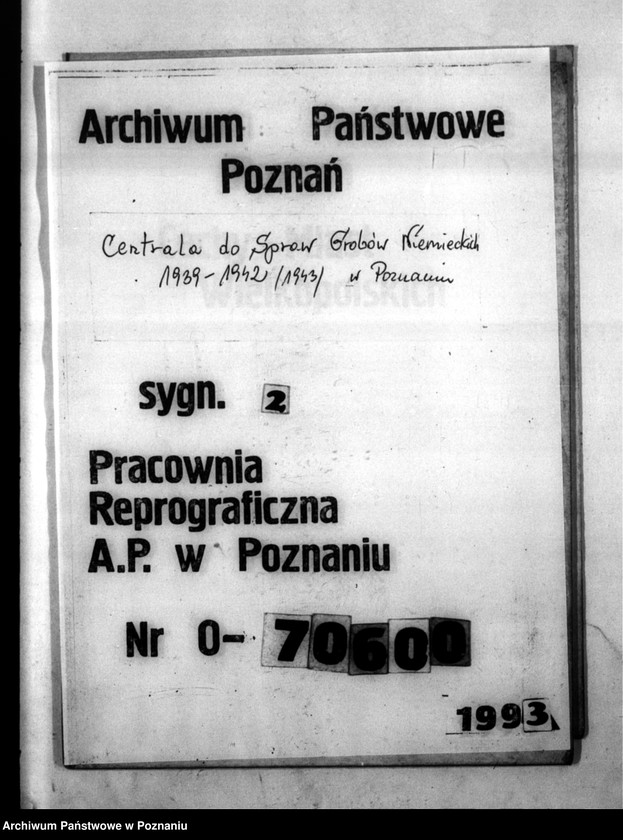 Archiwum Państwowe
Poznań
Centrala do Spraw Grobów Niemieckich
1939-1942 /1943/ w Poznaniu
sygn. 2
Pracownia
Reprograficzna
A.P. w Poznaniu
Nr O- 70600
1993
Archiwum Państwowe w Poznaniu